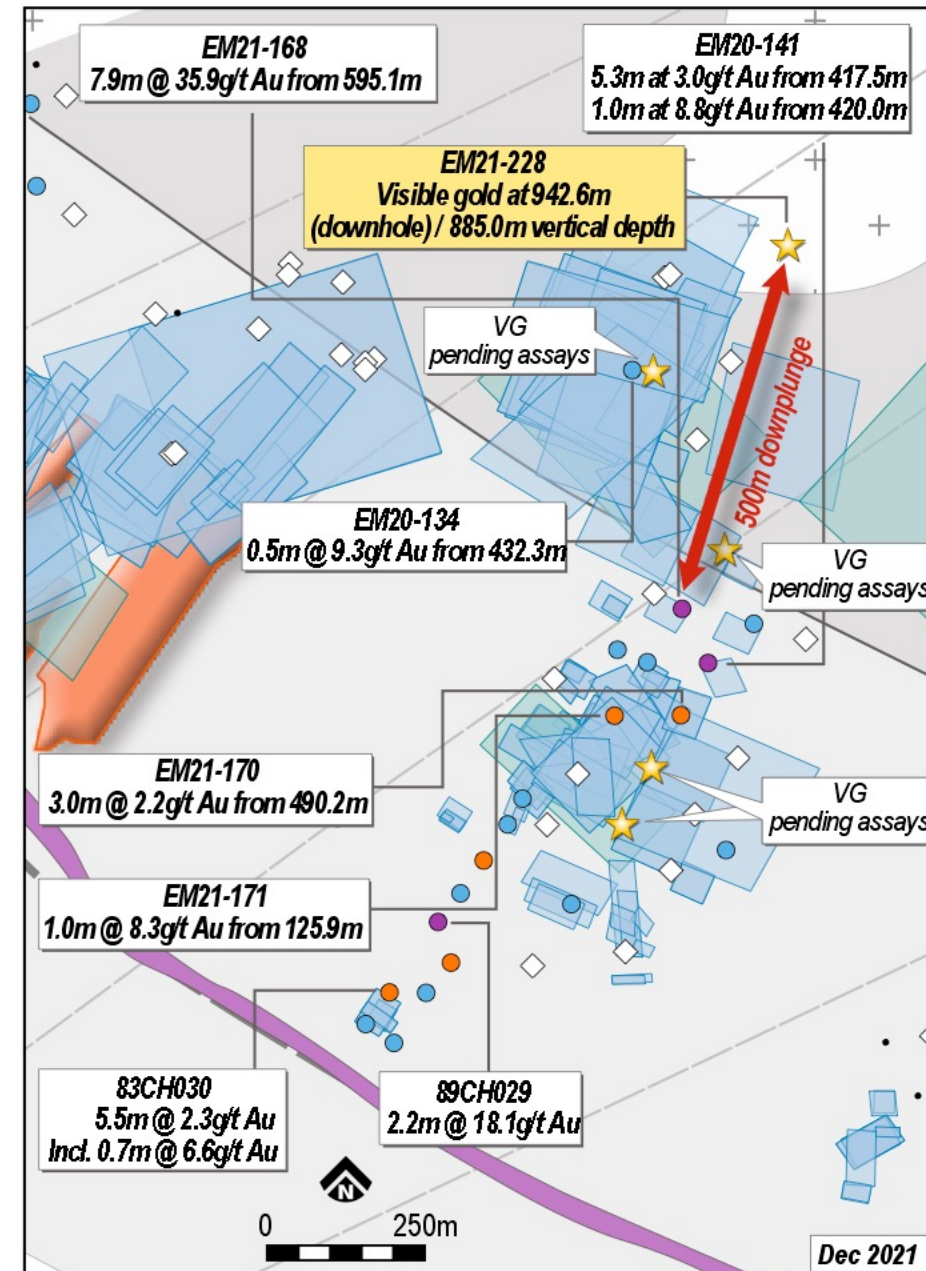 EM21-168
7.9m @ 35.9g/t Au from 595.1m
EM20-141
5.3m at 3.0g/t Au from 417.5m
1.0m at 8.8g/t Au from 420.0m
EM21-228
Visible gold at 942.6m
(downhole) / 885.0m vertical depth
VG
pending assays
500m downplunge
EM20-134
0.5m @ 9.3g/t Au from 432.3m
VG
pending assays
EM21-170
3.0m @ 2.2g/t Au from 490.2m
VG
pending assays
EM21-171
1.0m @ 8.3g/t Au from 125.9m
83CH030
5.5m @ 2.3g/t Au
Incl. 0.7m @ 6.6g/t Au
89CH029
2.2m @ 18.1g/t Au
N
0 250m
Dec 2021